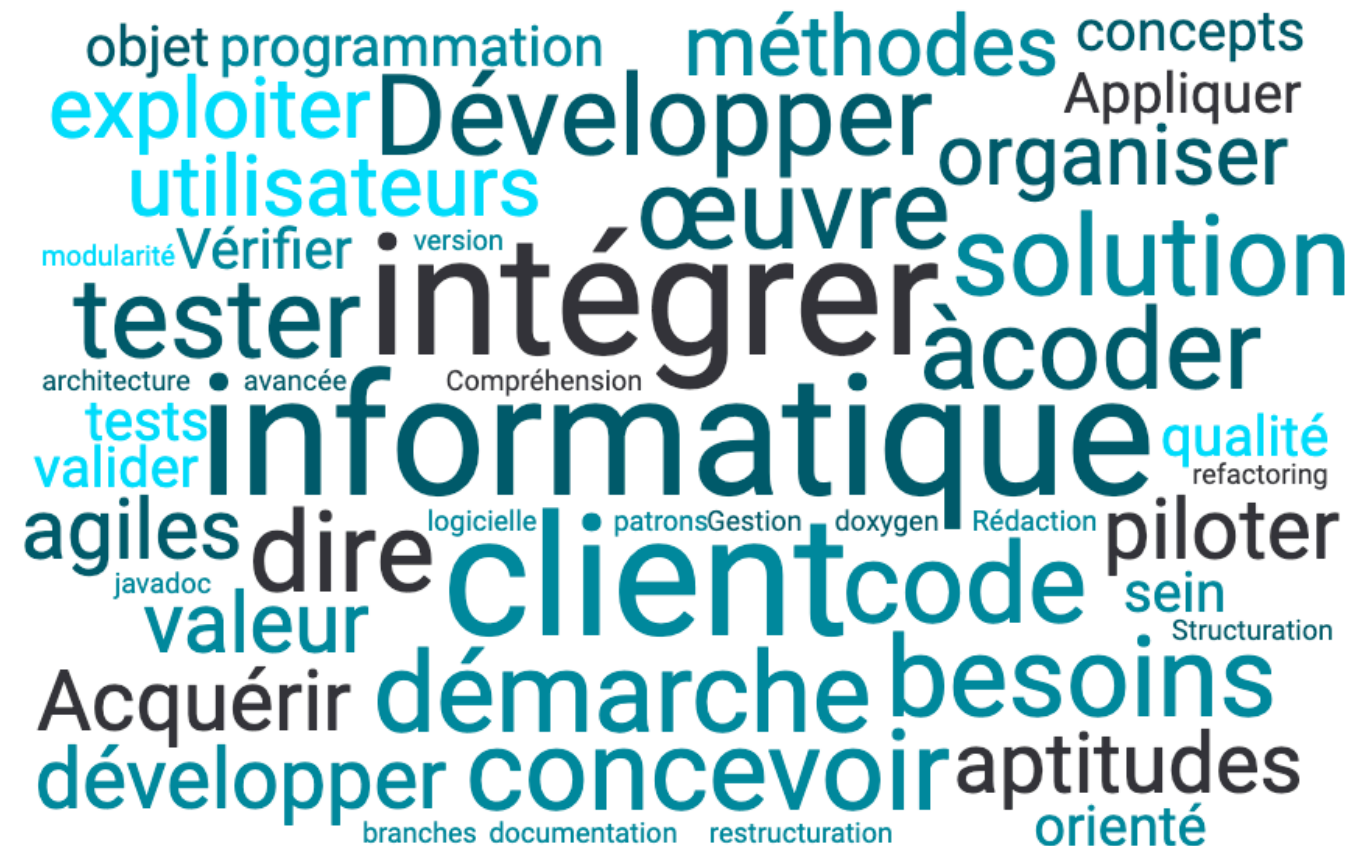 objet programmation méthodes concepts
exploiter Développer Appliquer
utilisateurs œuvre organiser
modularité Vérifier version solution
tester intégrer àcoder
architecture avancée Compréhension
tests informatique qualité
valider refactoring
agiles dire logicielle client patronsGestion doxygen Rédaction piloter
javadoc valeur code sein
Structuration
Acquérir démarche besoins
développer concevoir aptitudes
branches documentation restructuration orienté